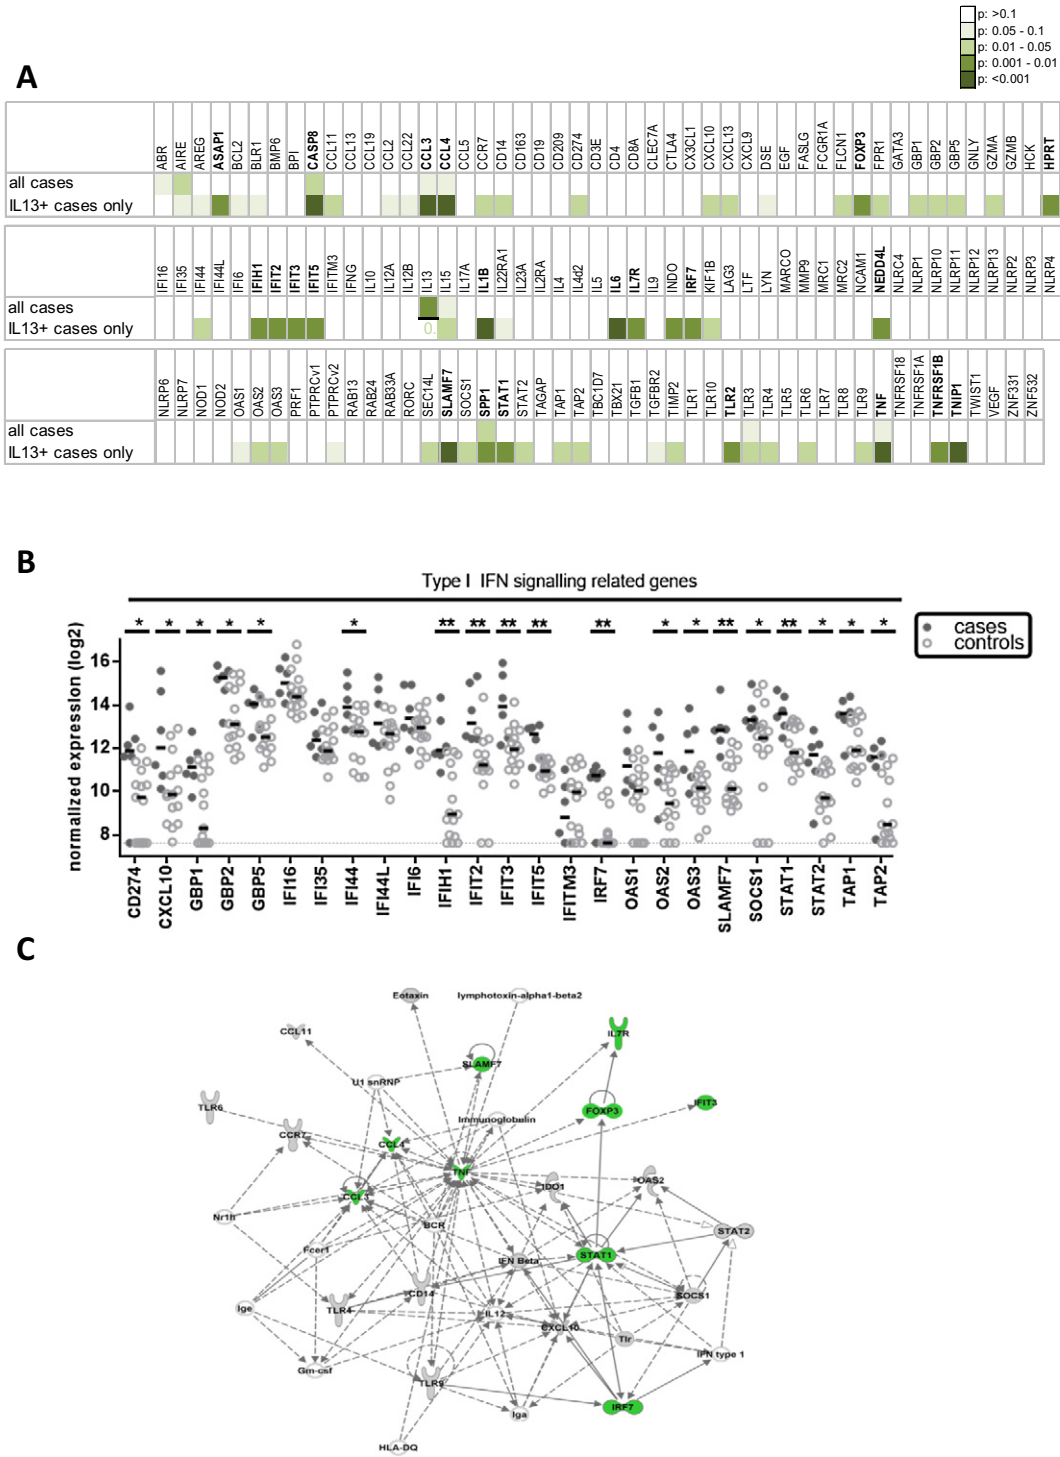 p: >0.1
p: 0.05 - 0.1
p: 0.01 - 0.05
p: 0.001 - 0.01
p: <0.001
A
ABR AIRE AREG ASAP1 BCL2 BLR1 BMP6 BPI CASP8 CCL11 CCL13 CCL19 CCL2 CCL22 CCL3 CCL4 CCL5 CCR7 CD14 CD163 CD19 CD209 CD274 CD3E CD4 CD8A CLEC7A CTLA4 CX3CL1 CXCL10 CXCL13 CXCL9 DSE EGF FASLG FCGR1A FLCN1 FOXP3 FPR1 GATA3 GBP1 GBP2 GBP5 GNLY GZMA GZMB HCK HPRT
all cases
IL13+ cases only
IFI16 IFI35 IFI44 IFI44L IFI6 IFIH1 IFIT2 IFIT3 IFIT5 IFITM3 IFNG IL10 IL12A IL12B IL13 IL15 IL17A IL1B IL22RA1 IL23A IL2RA IL4 IL4d2 IL5 IL6 IL7R IL9 INDO IRF7 KIF1B LAG3 LTF LYN MARCO MMP9 MRC1 MRC2 NCAM1 NEDD4L NLRC4 NLRP1 NLRP10 NLRP11 NLRP12 NLRP13 NLRP2 NLRP3 NLRP4
all cases
IL13+ cases only 0.
NLRP6 NLRP7 NOD1 NOD2 OAS1 OAS2 OAS3 PRF1 PTPRCv1 PTPRCv2 RAB13 RAB24 RAB3A RORC SEC14L SLAMF7 SOCS1 SPP1 STAT1 STAT2 TAGAP TAP1 TAP2 TBC1D7 TBX21 TGFB1 TGFBR2 TIMP2 TLR1 TLR10 TLR2 TLR3 TLR4 TLR5 TLR6 TLR7 TLR8 TLR9 TNF TNFRSF18 TNFRSF1A TNFRSF1B TNIP1 TWIST1 VEGF ZNF331 ZNF532
all cases
IL13+ cases only
B
Type I IFN signalling related genes
* * * * * * ** ** ** ** ** * * ** * ** * * *
cases
controls
normalized expression (log2)
16
14
12
10
8
CD274 CXCL10 GBP1 GBP2 GBP5 IFI16 IFI35 IFI44 IFI44L IFI6 IFIH1 IFIT2 IFIT3 IFIT5 IFITM3 IRF7 OAS1 OAS2 OAS3 SLAMF7 SOCS1 STAT1 STAT2 TAP1 TAP2
C
Eotaxin lymphotoxin-alpha1-beta2
CCL11 IL7R
SLAMF7
U1 snRNP
TLR6 FOXP3 IFIT3
Immunoglobulin
CCR7 CCL4
TNF
CCL3 IDO1 OAS2
Nr1h BCR STAT2
Fcer1 IFN Beta STAT1
CD14 SOCS1
Ige TLR4 IL12
CXCL10 Tlr
IFN type 1
Gm-csf
TLR9
Iga IRF7
HLA-DQ